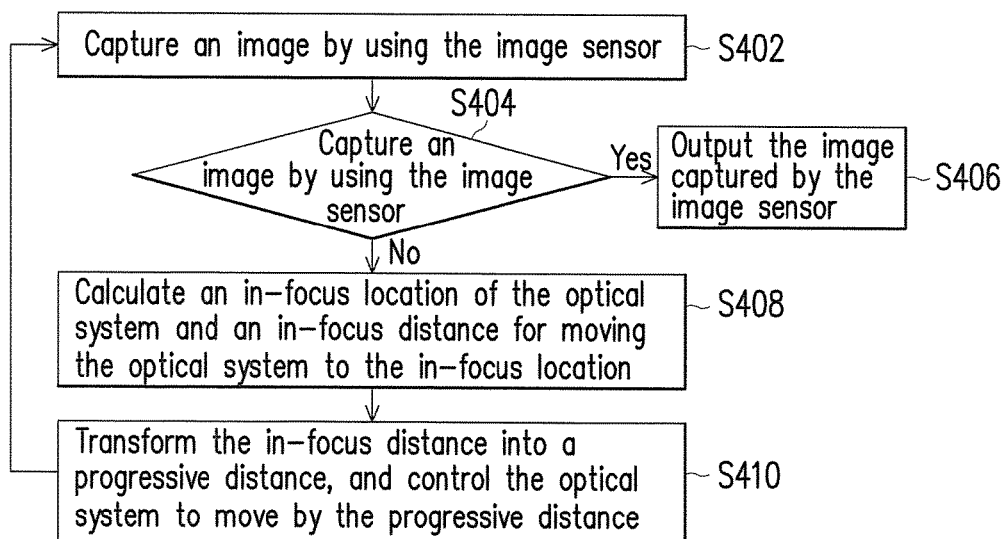 Capture an image by using the image sensor
S402
S404
Capture an
image by using the image
sensor
Yes
Output the image
captured by the
image sensor
S406
No
Calculate an in-focus location of the optical
system and an in-focus distance for moving
the optical system to the in-focus location
S408
Transform the in-focus distance into a
progressive distance, and control the optical
system to move by the progressive distance
S410